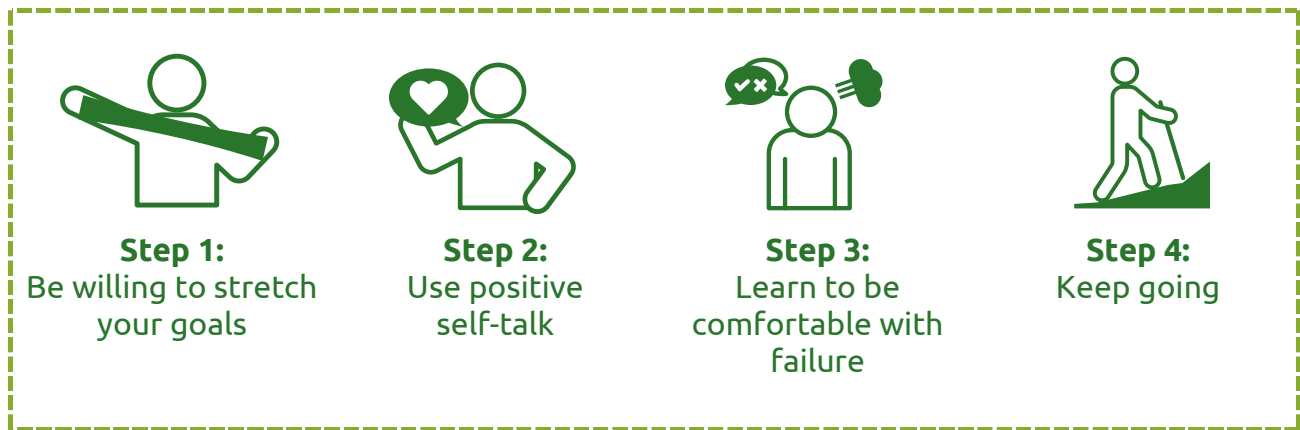 Step 1:
Be willing to stretch
your goals
Step 2:
Use positive
self-talk
Step 3:
Learn to be
comfortable with
failure
Step 4:
Keep going